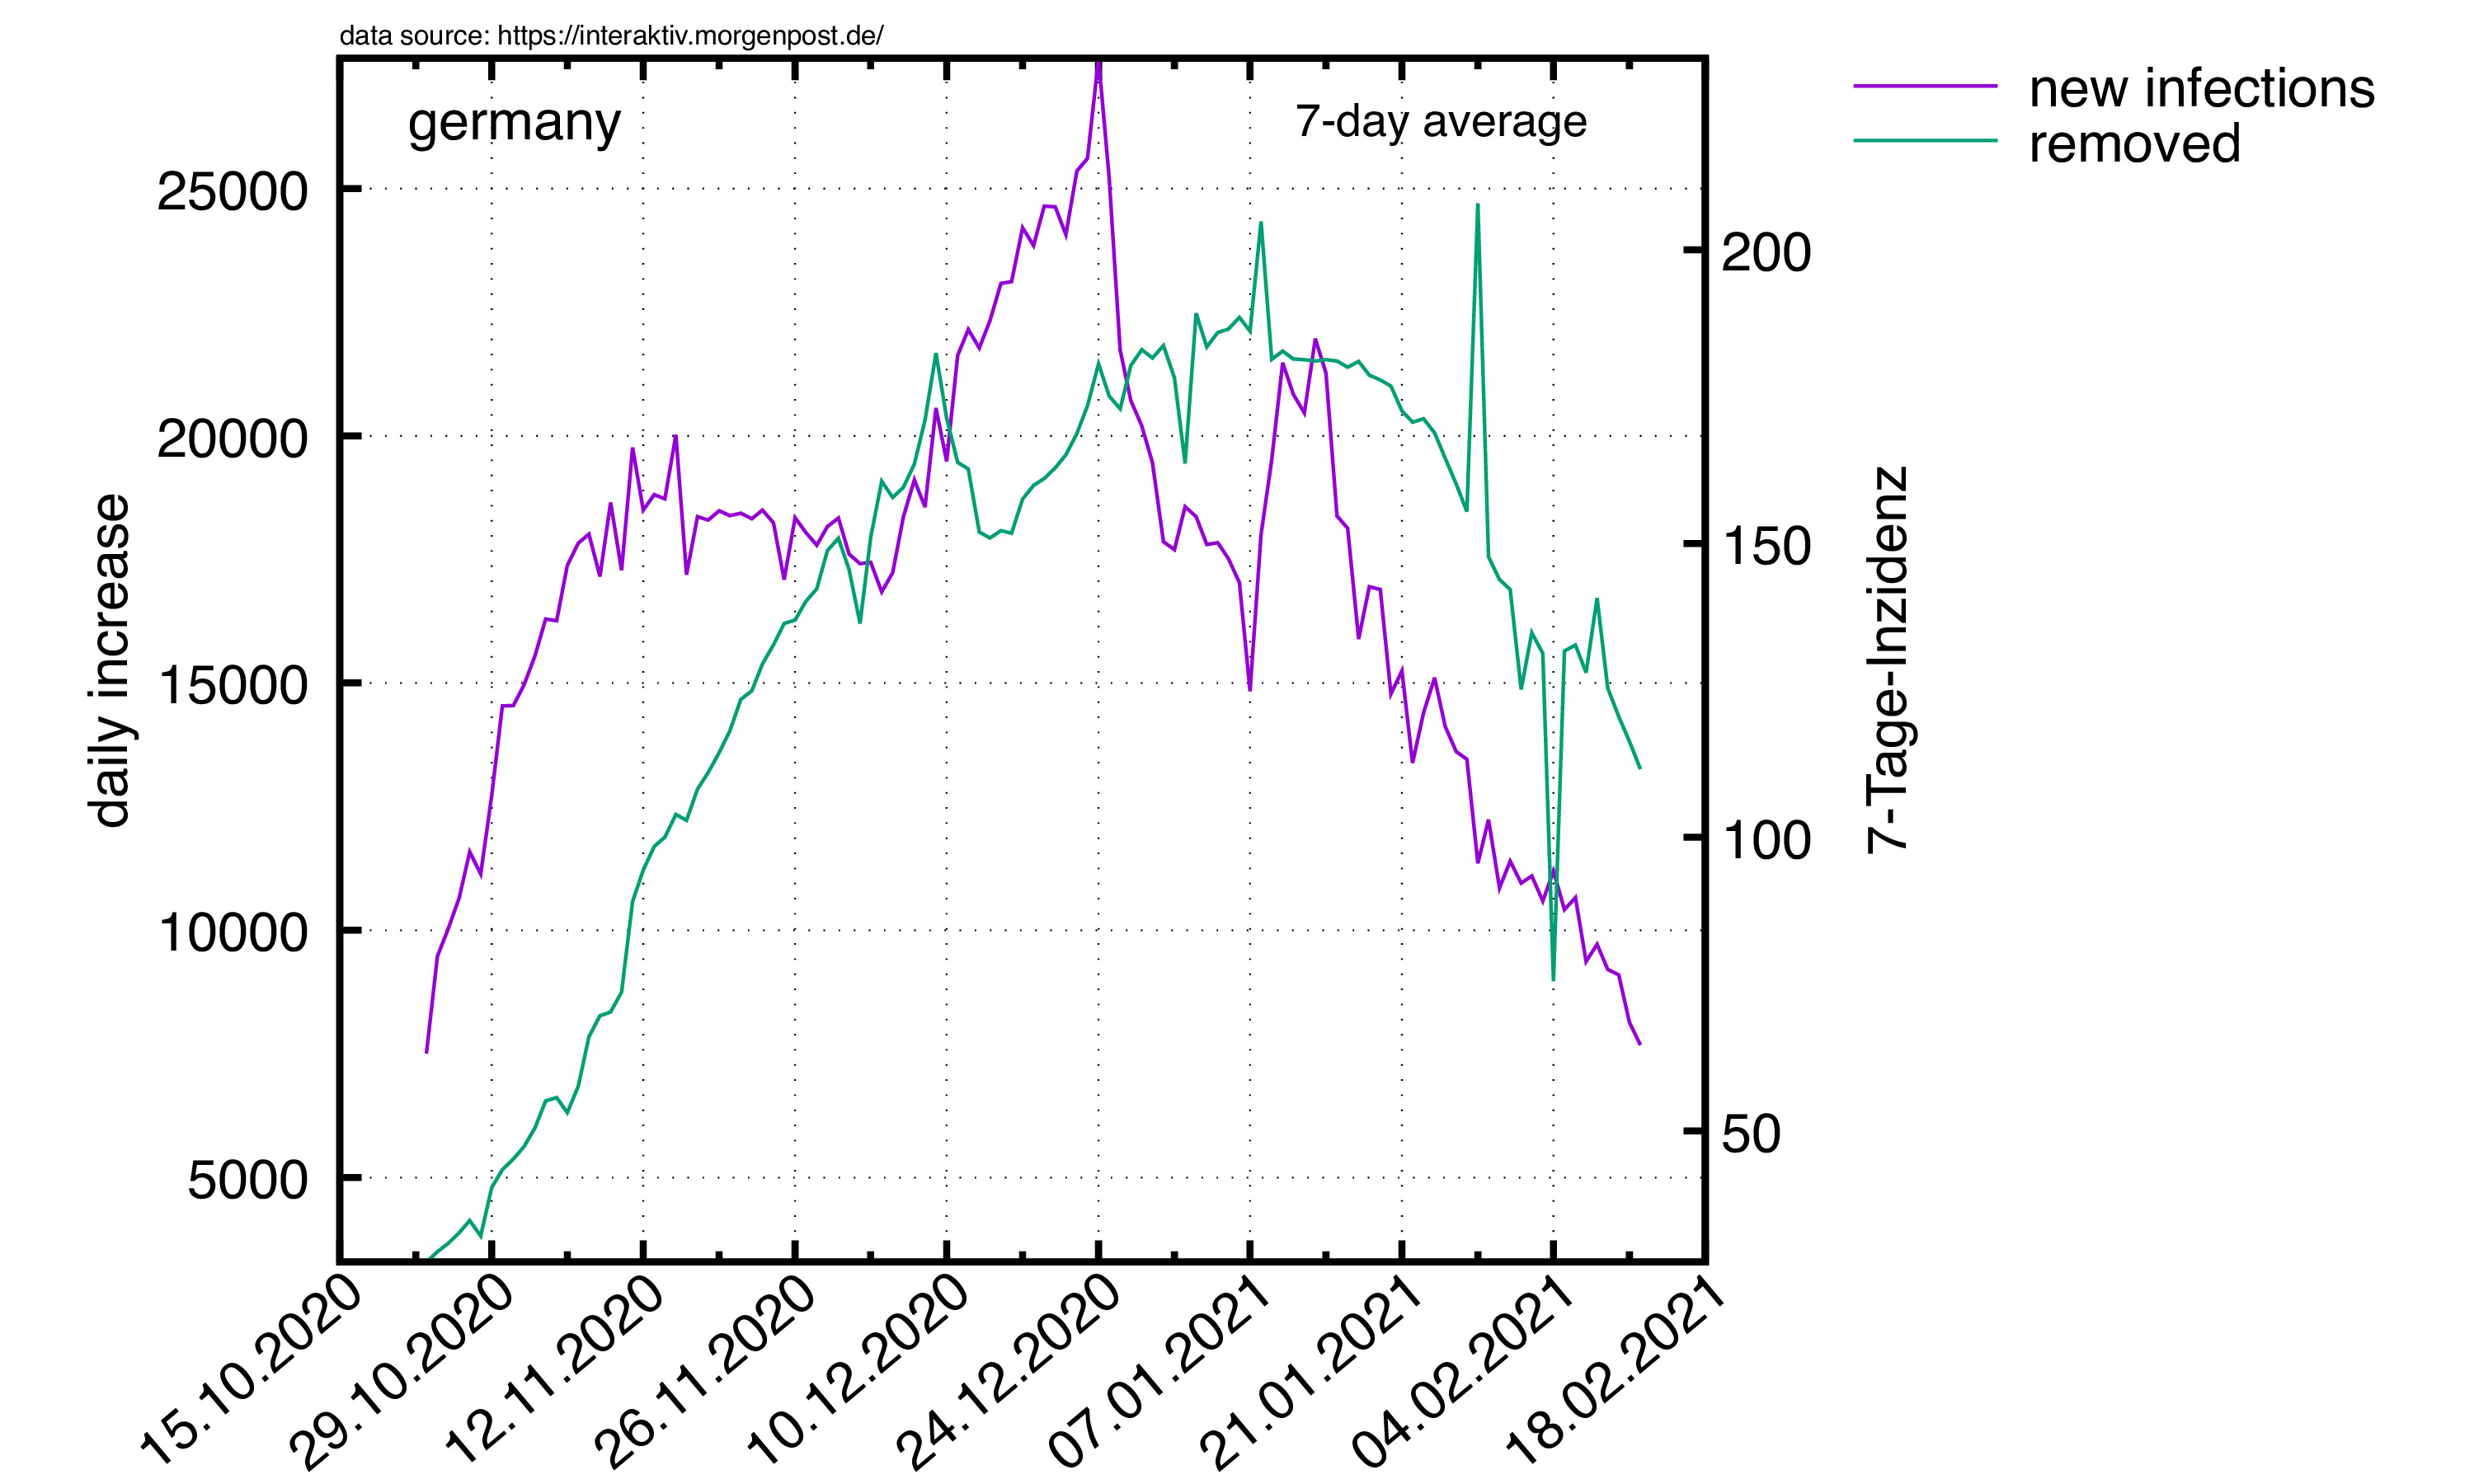 data source: https://interaktiv.morgenpost.de/
germany
7-day average
new infections
removed
daily increase
25000
20000
15000
10000
5000
200
150
100
50
7-Tage-Inzidenz
15.10.2020
29.10.2020
12.11.2020
26.11.2020
10.12.2020
24.12.2020
07.01.2021
21.01.2021
04.02.2021
18.02.2021